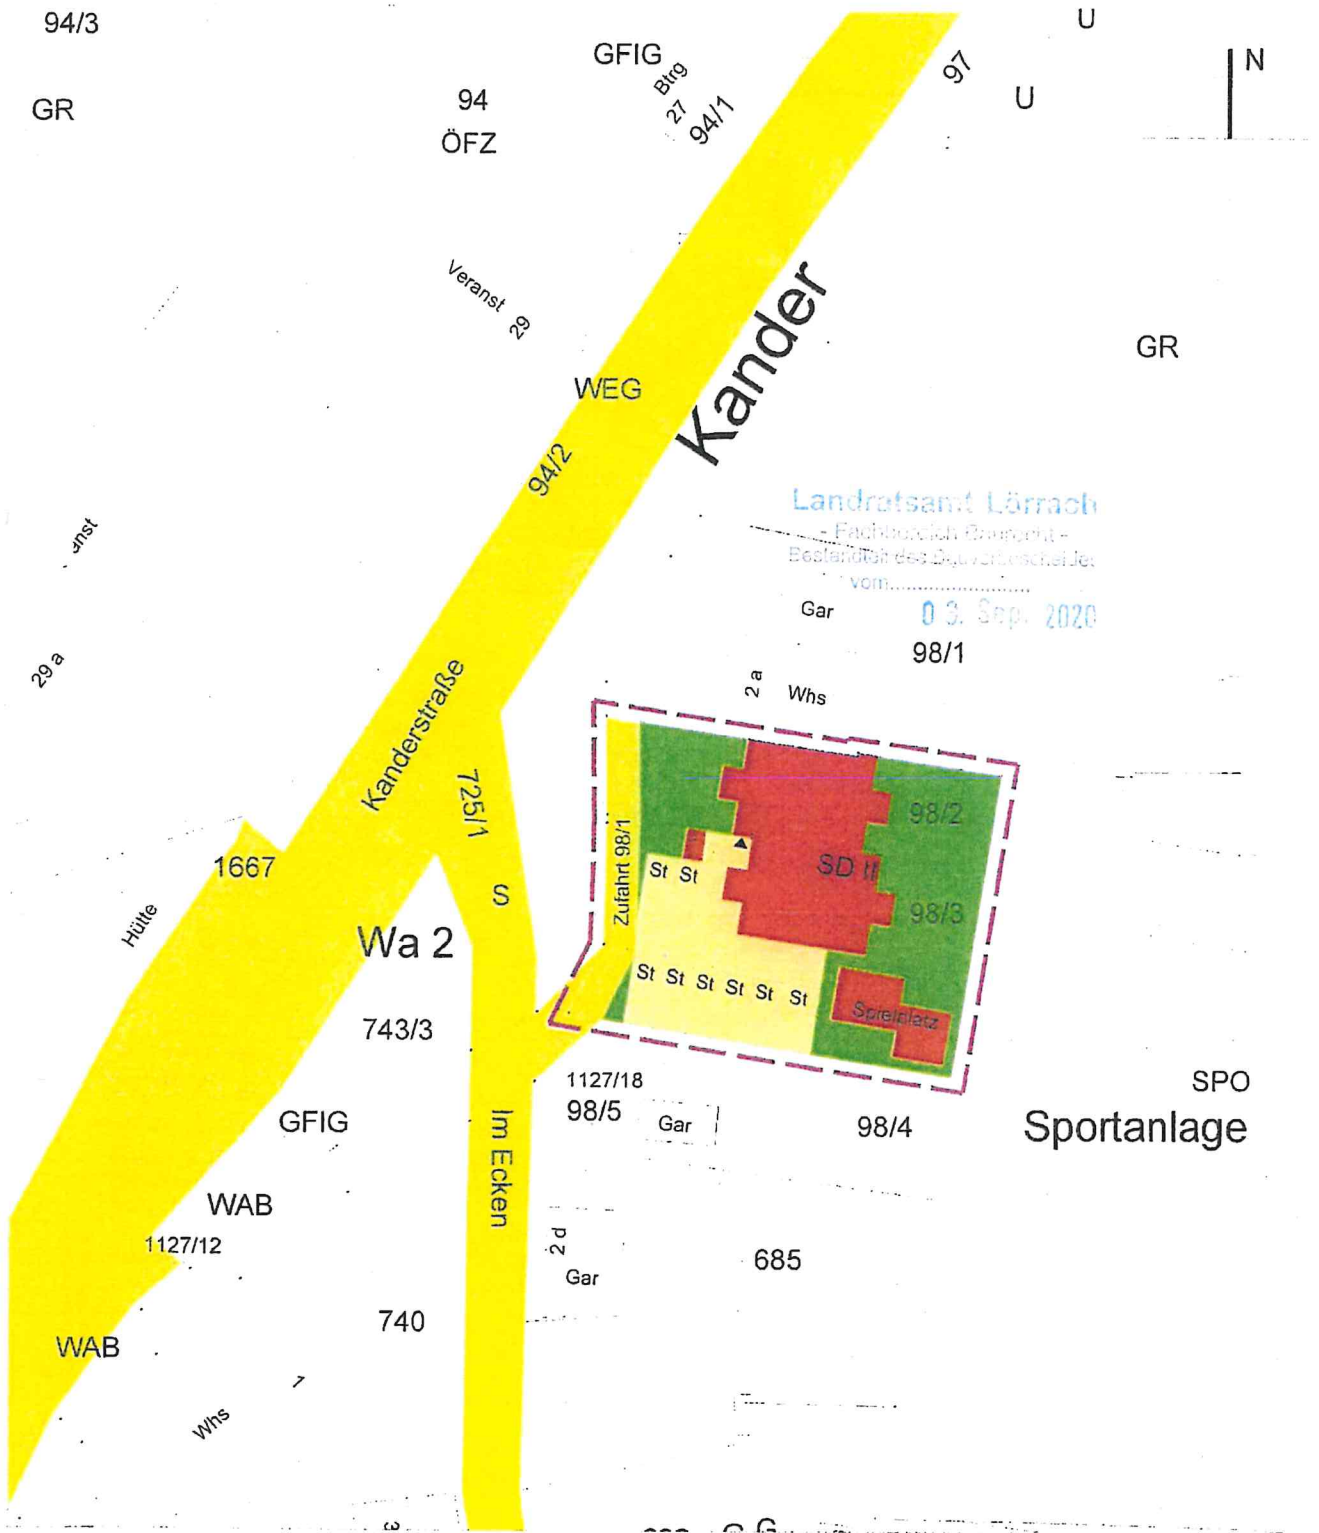 94/3
GR
94
ÖFZ
GFIG
Btrg
27
94/1
97
U
U
N
Veranst
29
WEG
94/2
Kander
GR
Landratsamt Lörrach
- Fachbereich Baurecht -
vom
03. Sep. 2020
Gar
98/1
2 a
Whs
29 a
Kanderstraße
725/1
S
1667
Hütte
Wa 2
743/3
Zufahrt 98/1
St St
SD II
98/2
98/3
St St St St St St
Spielplatz
1127/18
98/5
Gar
98/4
SPO
Sportanlage
GFIG
Im Ecken
WAB
1127/12
2 d
Gar
685
740
WAB
1
Whs
3